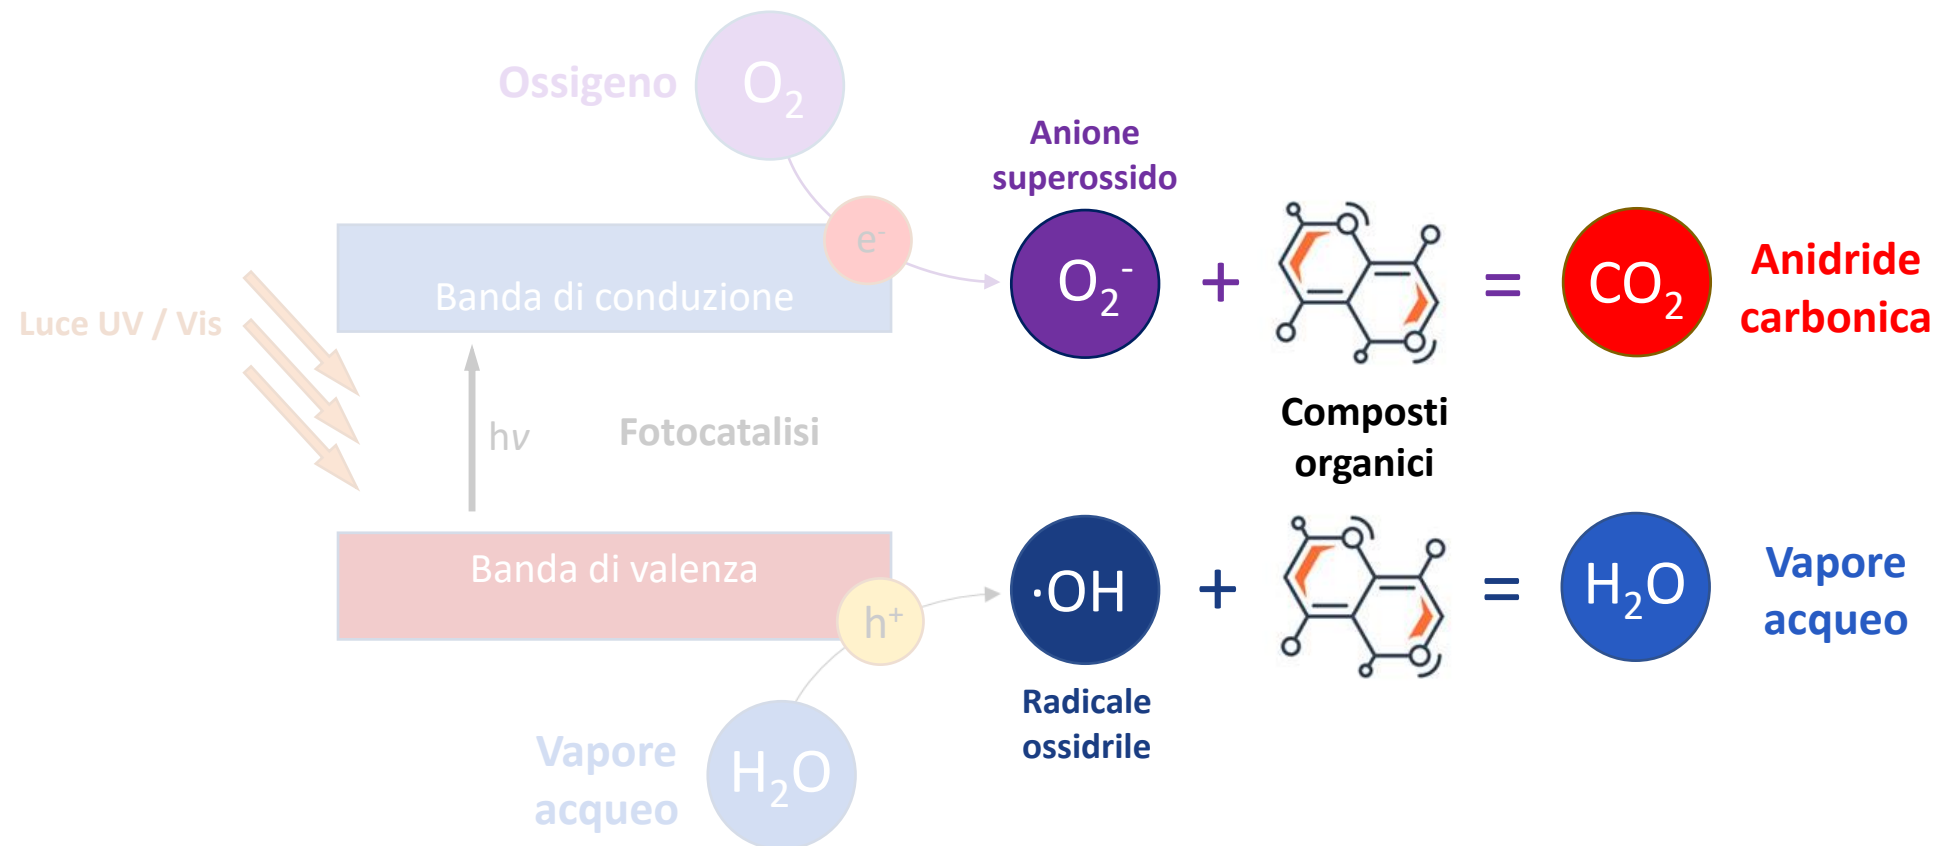 Ossigeno
O₂
Anione
superossido
e⁻
O₂⁻
+
=
CO₂
Anidride
carbonica
Banda di conduzione
Luce UV / Vis
hν
Fotocatalisi
Composti
organici
Banda di valenza
h⁺
·OH
+
=
H₂O
Vapore
acqueo
Radicale
ossidrile
Vapore
acqueo
H₂O